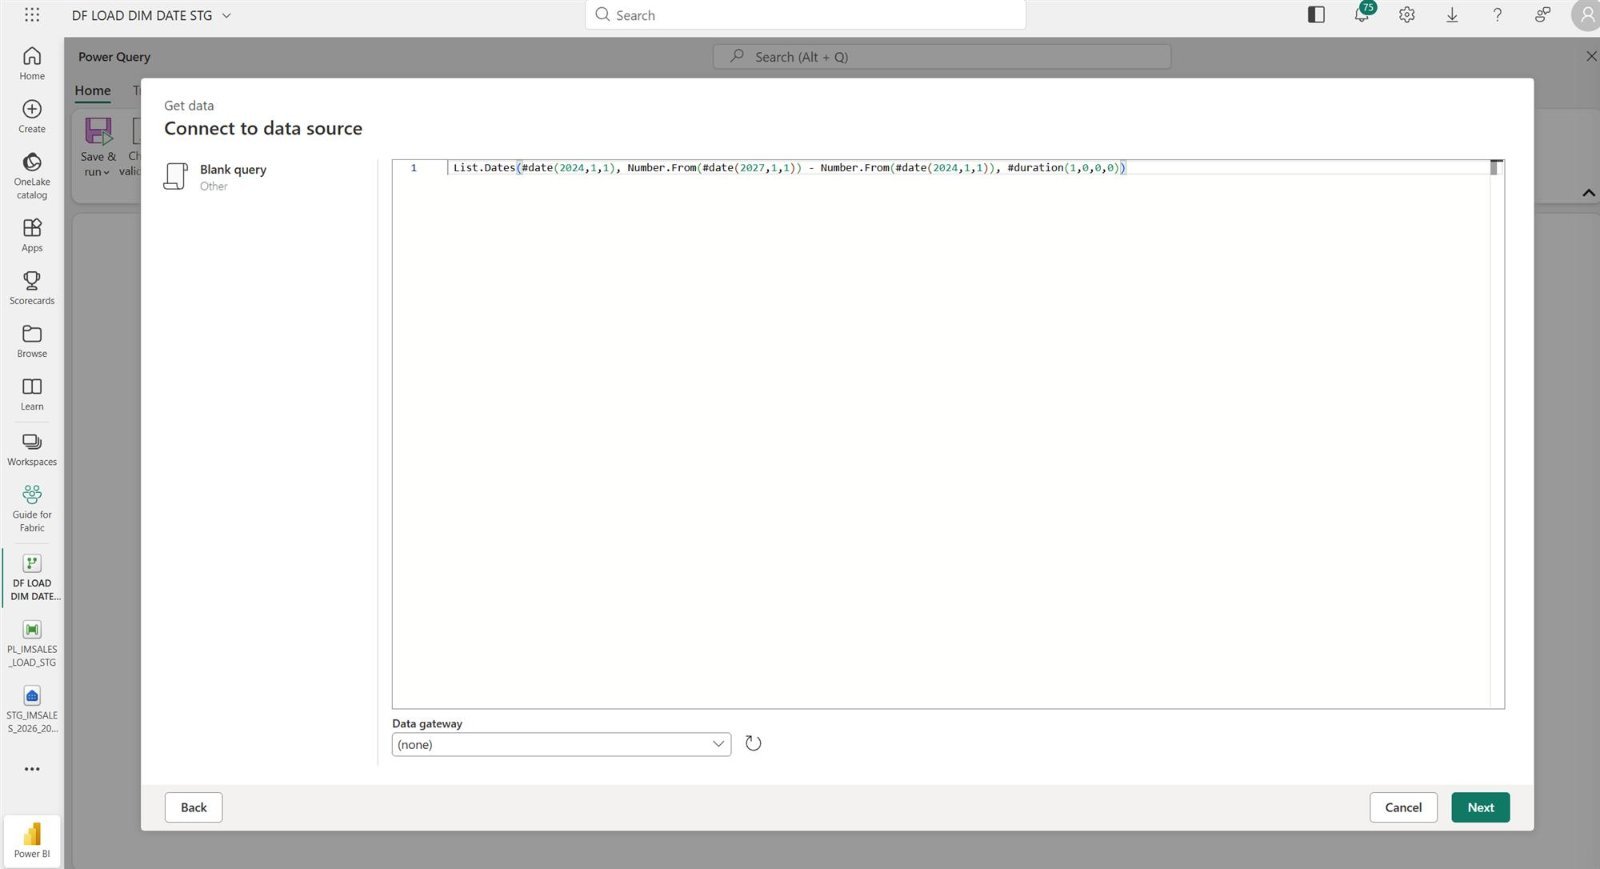 DF LOAD DIM DATE STG
Search
75
Home
Create
OneLake
catalog
Apps
Scorecards
Browse
Learn
Workspaces
Guide for
Fabric
DF LOAD
DIM DATE...
PL_IMSALES
_LOAD_STG
STG_IMSALE
S_2026_20...
Power BI
Power Query
Search (Alt + Q)
Home
Save &
run
valid
Get data
Connect to data source
Blank query
Other
1 List.Dates(#date(2024,1,1), Number.From(#date(2027,1,1)) - Number.From(#date(2024,1,1)), #duration(1,0,0,0))
Data gateway
(none)
Back
Cancel
Next